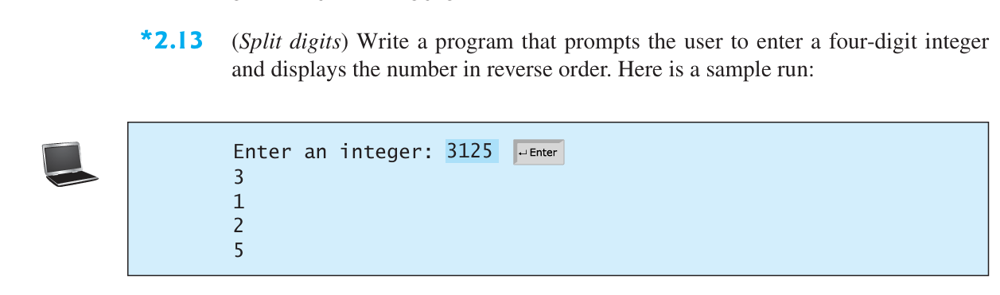 *2.13 (Split digits) Write a program that prompts the user to enter a four-digit integer
and displays the number in reverse order. Here is a sample run:
Enter an integer: 3125 ↵ Enter
3
1
2
5